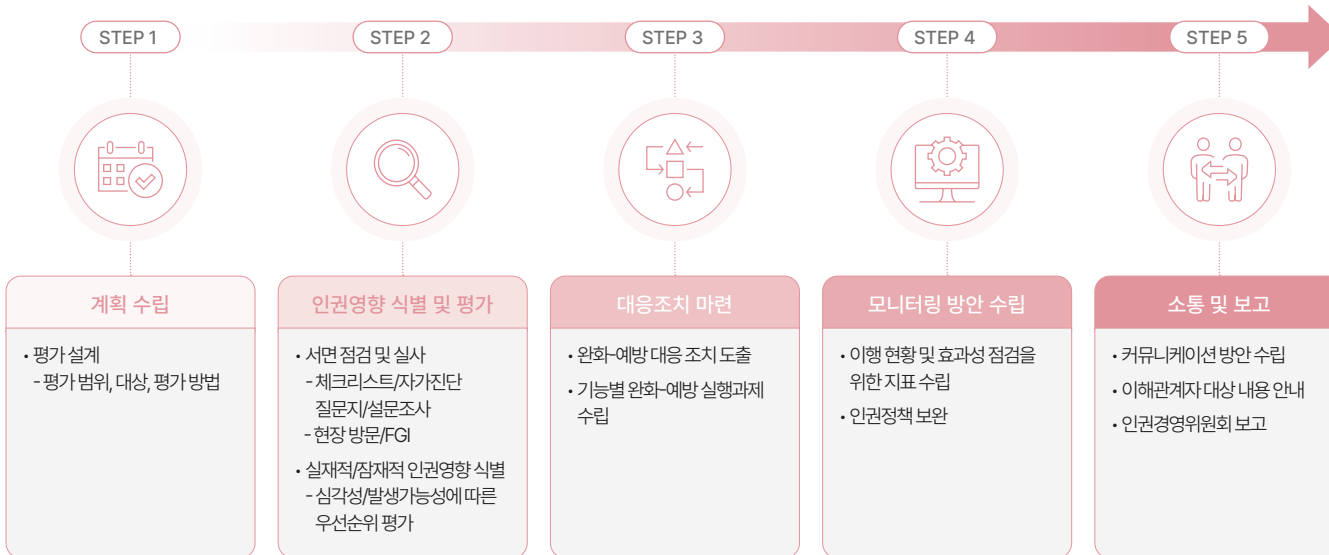 STEP 1
STEP 2
STEP 3
STEP 4
STEP 5
계획 수립
• 평가 설계
- 평가 범위, 대상, 평가 방법
인권영향 식별 및 평가
• 서면 점검 및 실사
- 체크리스트/자가진단
질문지/설문조사
- 현장 방문/FGI
• 실재적/잠재적 인권영향 식별
- 심각성/발생가능성에 따른
우선순위 평가
대응조치 마련
• 완화-예방 대응 조치 도출
• 기능별 완화-예방 실행과제
수립
모니터링 방안 수립
• 이행 현황 및 효과성 점검을
위한 지표 수립
• 인권정책 보완
소통 및 보고
• 커뮤니케이션 방안 수립
• 이해관계자 대상 내용 안내
• 인권경영위원회 보고